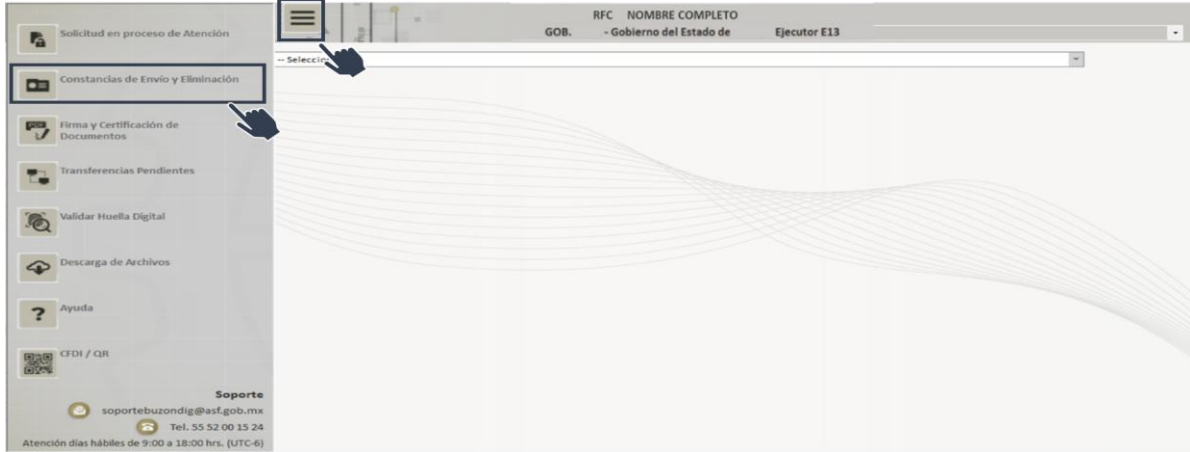 Solicitud en proceso de Atención
Constancias de Envío y Eliminación
Firma y Certificación de
Documentos
Transferencias Pendientes
Validar Huella Digital
Descarga de Archivos
Ayuda
CFDI / QR
Soporte
soportebuzondig@asf.gob.mx
Tel. 55 52 00 15 24
Atención días hábiles de 9:00 a 18:00 hrs. (UTC-6)
RFC NOMBRE COMPLETO
GOB. - Gobierno del Estado de Ejecutor E13